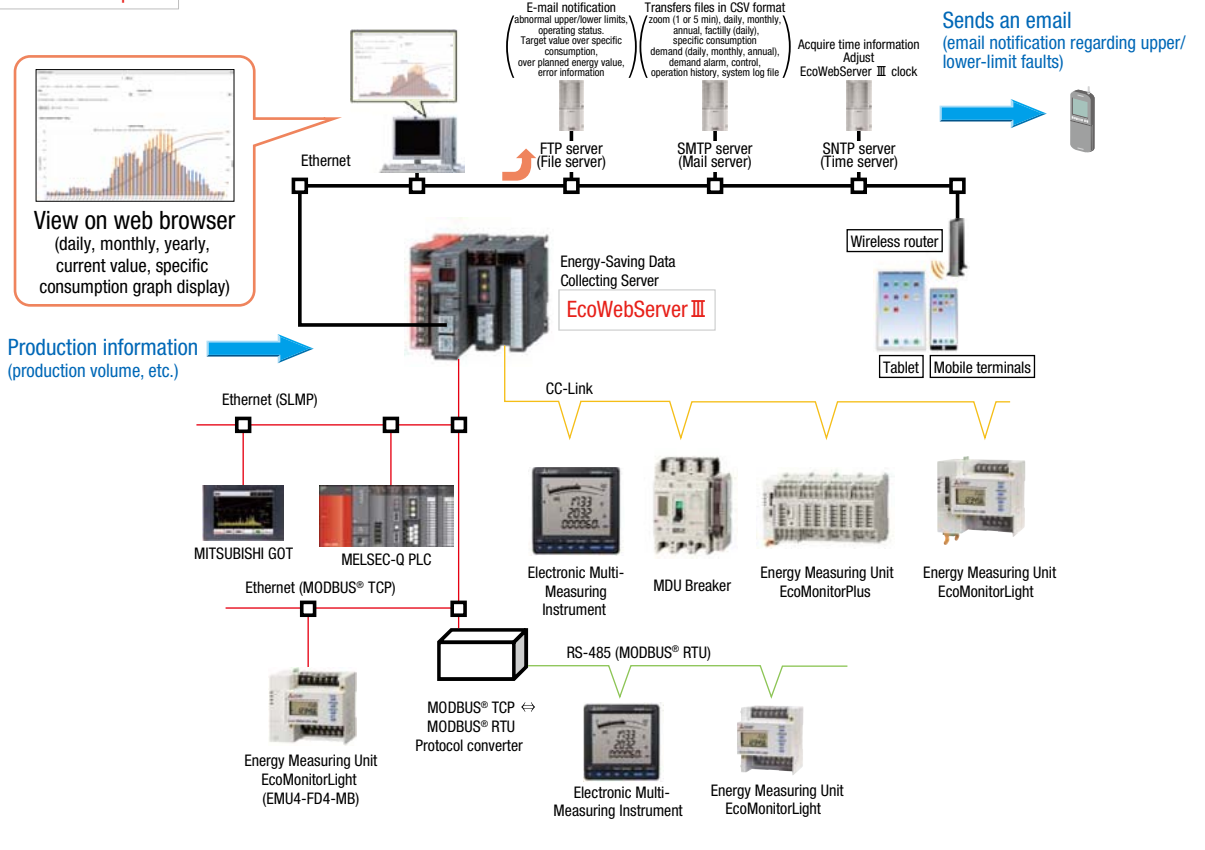 E-mail notification
abnormal upper/lower limits,
operating status.
Target value over specific
consumption,
over planned energy value,
error information
Transfers files in CSV format
zoom (1 or 5 min), daily, monthly,
annual, factilly (daily),
specific consumption
demand (daily, monthly, annual),
demand alarm, control,
operation history, system log file
Acquire time information
Adjust
EcoWebServer Ⅲ clock
Sends an email
(email notification regarding upper/
lower-limit faults)
FTP server
(File server)
SMTP server
(Mail server)
SNTP server
(Time server)
Ethernet
View on web browser
(daily, monthly, yearly,
current value, specific
consumption graph display)
Wireless router
Energy-Saving Data
Collecting Server
EcoWebServer Ⅲ
Tablet
Mobile terminals
Production information
(production volume, etc.)
CC-Link
Ethernet (SLMP)
MITSUBISHI GOT
MELSEC-Q PLC
1733
2032
000060.
Electronic Multi-
Measuring
Instrument
MDU Breaker
Energy Measuring Unit
EcoMonitorPlus
Energy Measuring Unit
EcoMonitorLight
Ethernet (MODBUS® TCP)
RS-485 (MODBUS® RTU)
MODBUS® TCP ⇔
MODBUS® RTU
Protocol converter
Energy Measuring Unit
EcoMonitorLight
(EMU4-FD4-MB)
Electronic Multi-
Measuring Instrument
Energy Measuring Unit
EcoMonitorLight